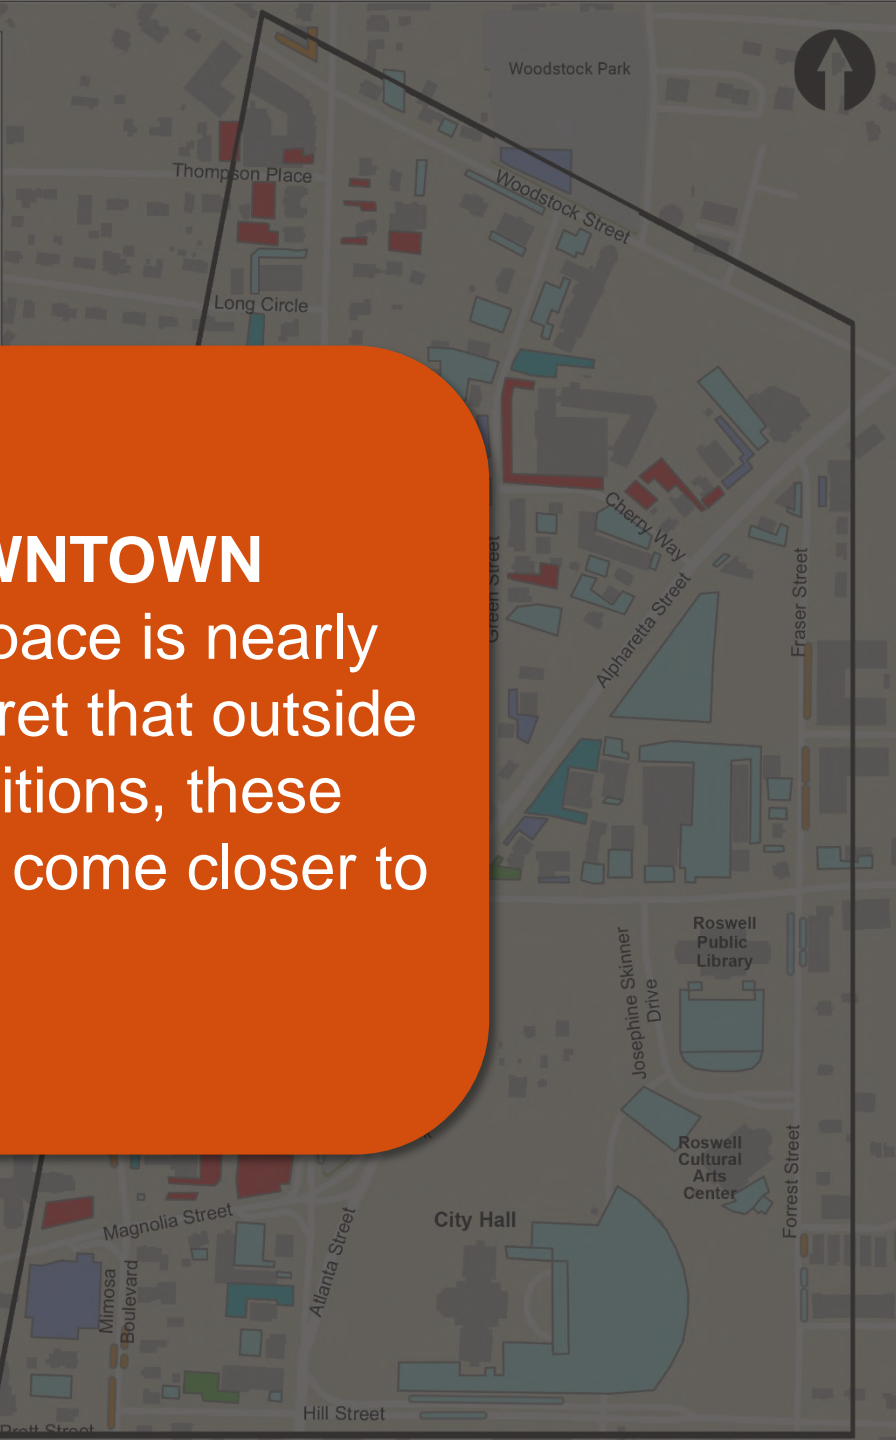 Woodstock Park
Thompson Place
Woodstock Street
Long Circle
WNTOWN
pace is nearly
ret that outside
itions, these
come closer to
Cherry Way
Green Street
Alpharetta Street
Fraser Street
Roswell
Public
Library
Josephine Skinner
Drive
Roswell
Cultural
Arts
Center
Forrest Street
City Hall
Magnolia Street
Atlanta Street
Mimosa
Boulevard
Hill Street
Pratt Street